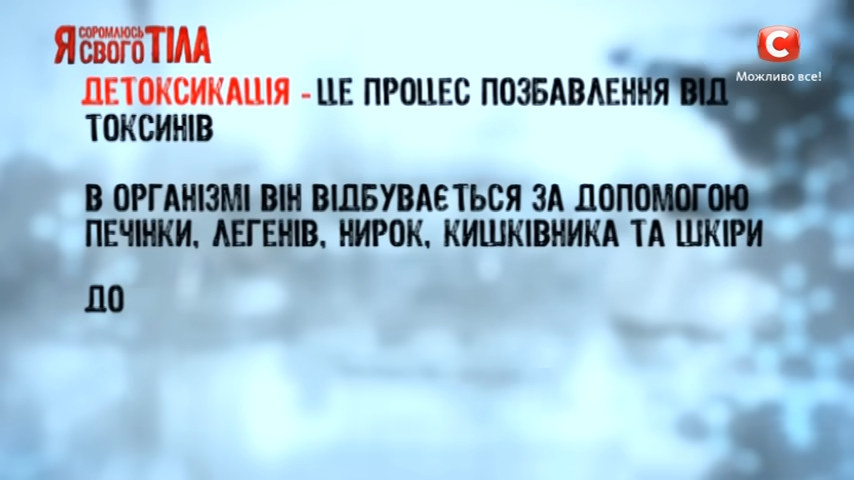 Я СОРОМЛЮСЬ СВОГО ТІЛА
С
Можливо все!
ДЕТОКСИКАЦІЯ - ЦЕ ПРОЦЕС ПОЗБАВЛЕННЯ ВІД
ТОКСИНІВ
В ОРГАНІЗМІ ВІН ВІДБУВАЄТЬСЯ ЗА ДОПОМОГОЮ
ПЕЧІНКИ, ЛЕГЕНІВ, НИРОК, КИШКІВНИКА ТА ШКІРИ
ДО